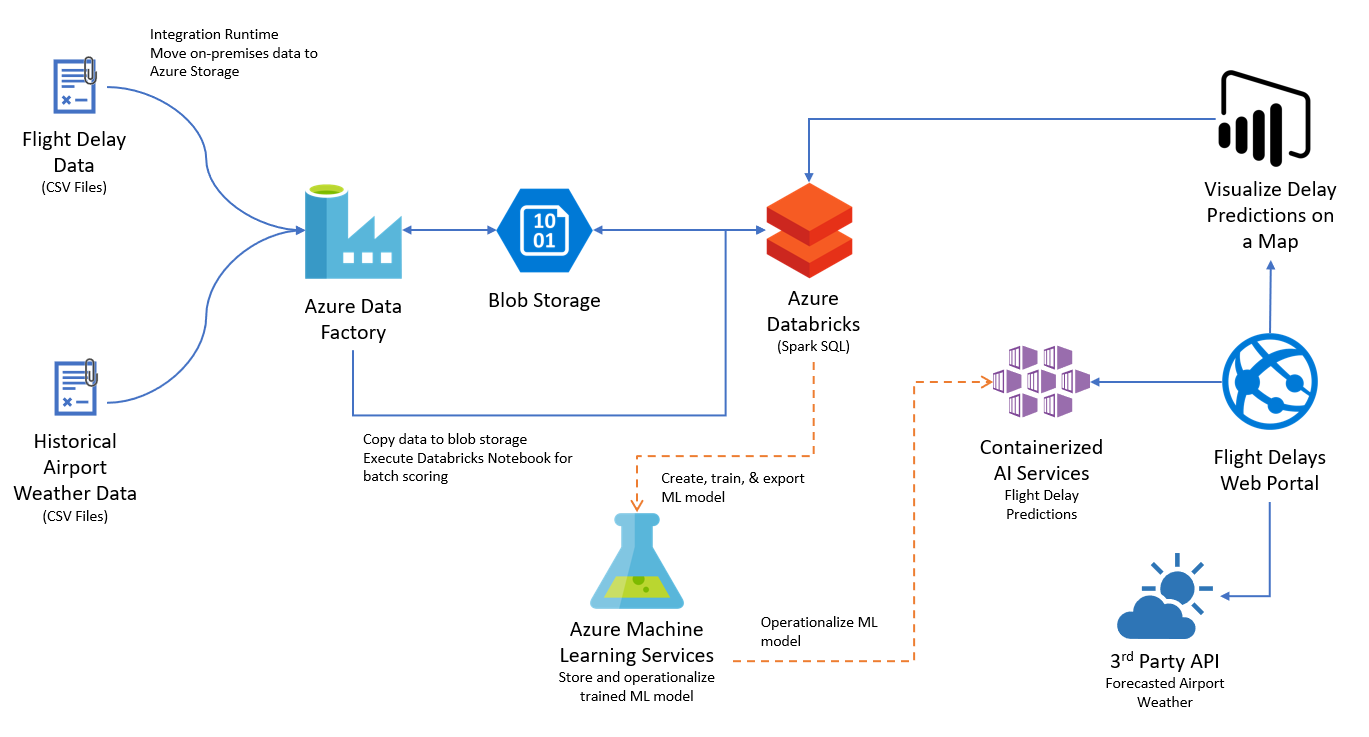 Integration Runtime
Move on-premises data to
Azure Storage
Flight Delay
Data
(CSV Files)
Historical
Airport
Weather Data
(CSV Files)
Azure Data
Factory
10
01
Blob Storage
Copy data to blob storage
Execute Databricks Notebook for
batch scoring
Azure
Databricks
(Spark SQL)
Create, train, & export
ML model
Azure Machine
Learning Services
Store and operationalize
trained ML model
Operationalize ML
model
Containerized
AI Services
Flight Delay
Predictions
Visualize Delay
Predictions on
a Map
Flight Delays
Web Portal
3rd Party API
Forecasted Airport
Weather